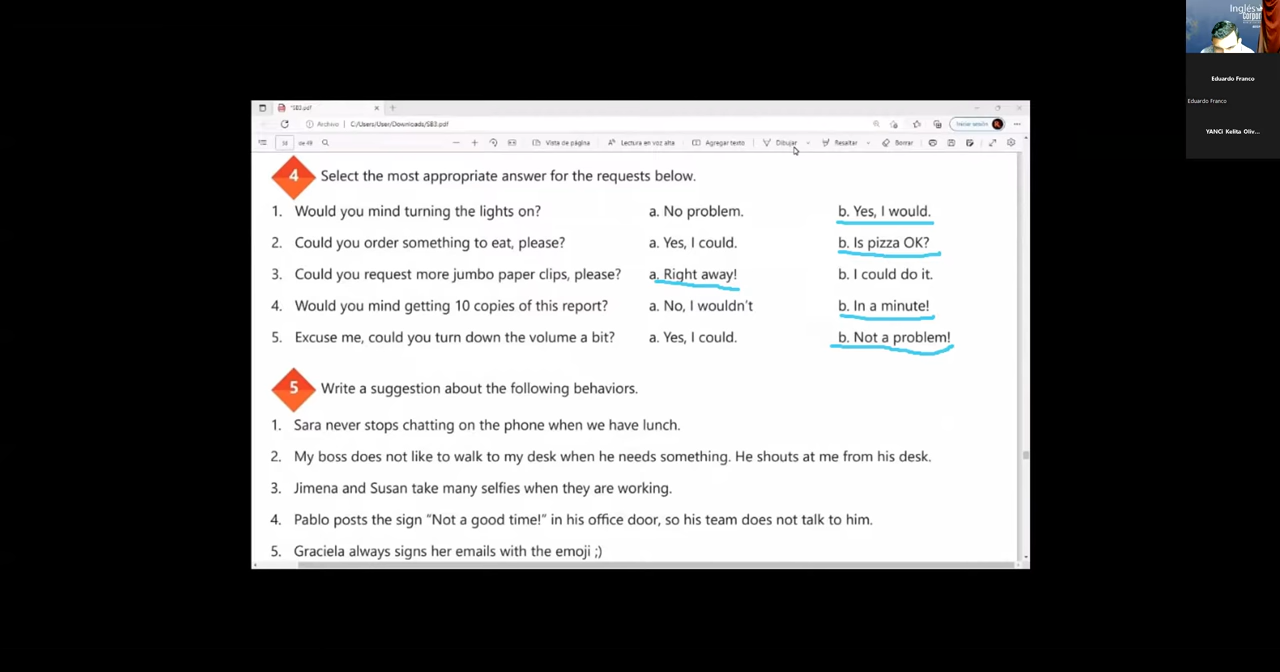 Inglés
Corpor
Eduardo Franco
Eduardo Franco
YANCi Kelita Oliv...
*SB3.pdf
Archivo | C:/Users/User/Downloads/SB3.pdf
Iniciar sesión
de 49 Vista de página Lectura en voz alta Agregar texto Dibujar Resaltar Borrar
4 Select the most appropriate answer for the requests below.
1. Would you mind turning the lights on? a. No problem. b. Yes, I would.
2. Could you order something to eat, please? a. Yes, I could. b. Is pizza OK?
3. Could you request more jumbo paper clips, please? a. Right away! b. I could do it.
4. Would you mind getting 10 copies of this report? a. No, I wouldn't b. In a minute!
5. Excuse me, could you turn down the volume a bit? a. Yes, I could. b. Not a problem!
5 Write a suggestion about the following behaviors.
1. Sara never stops chatting on the phone when we have lunch.
2. My boss does not like to walk to my desk when he needs something. He shouts at me from his desk.
3. Jimena and Susan take many selfies when they are working.
4. Pablo posts the sign “Not a good time!” in his office door, so his team does not talk to him.
5. Graciela always signs her emails with the emoji ;)